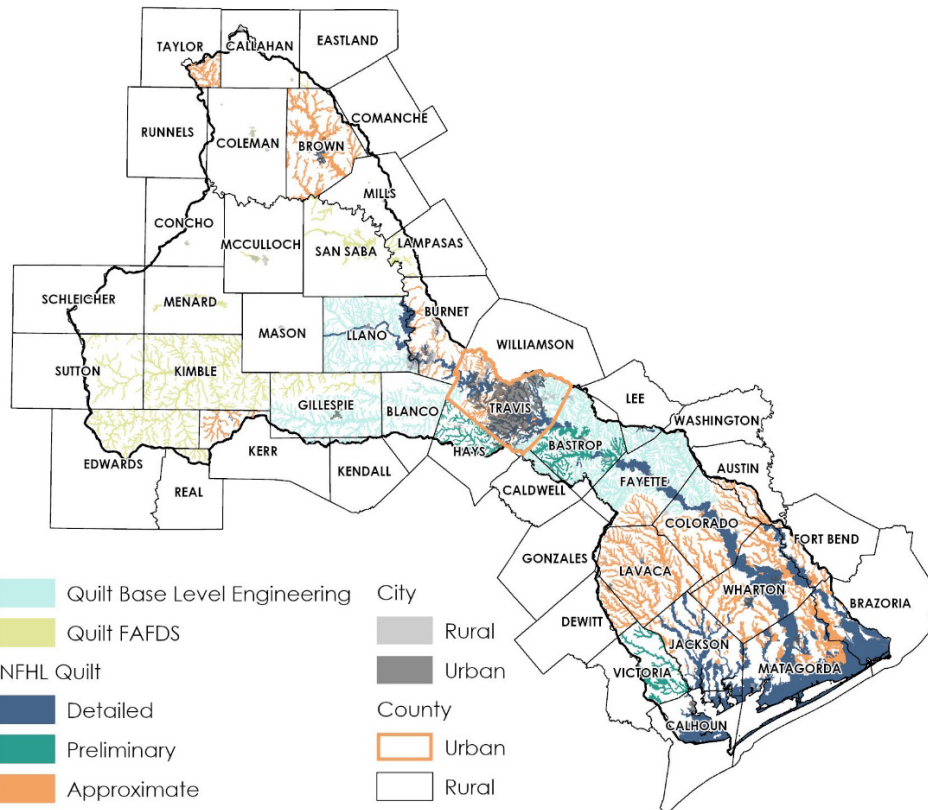 TAYLOR
CALLAHAN
EASTLAND
RUNNELS
COLEMAN
BROWN
COMANCHE
CONCHO
MCCULLOCH
MILLS
SAN SABA
LAMPASAS
SCHLEICHER
MENARD
MASON
LLANO
BURNET
WILLIAMSON
SUTTON
KIMBLE
GILLESPIE
BLANCO
TRAVIS
LEE
WASHINGTON
EDWARDS
REAL
KERR
KENDALL
HAYS
BASTROP
CALDWELL
FAYETTE
AUSTIN
COLORADO
FORT BEND
GONZALES
LAVACA
WHARTON
BRAZORIA
DEWITT
JACKSON
MATAGORDA
VICTORIA
CALHOUN
Quilt Base Level Engineering
Quilt FAFDS
NFHL Quilt
Detailed
Preliminary
Approximate
City
Rural
Urban
County
Urban
Rural